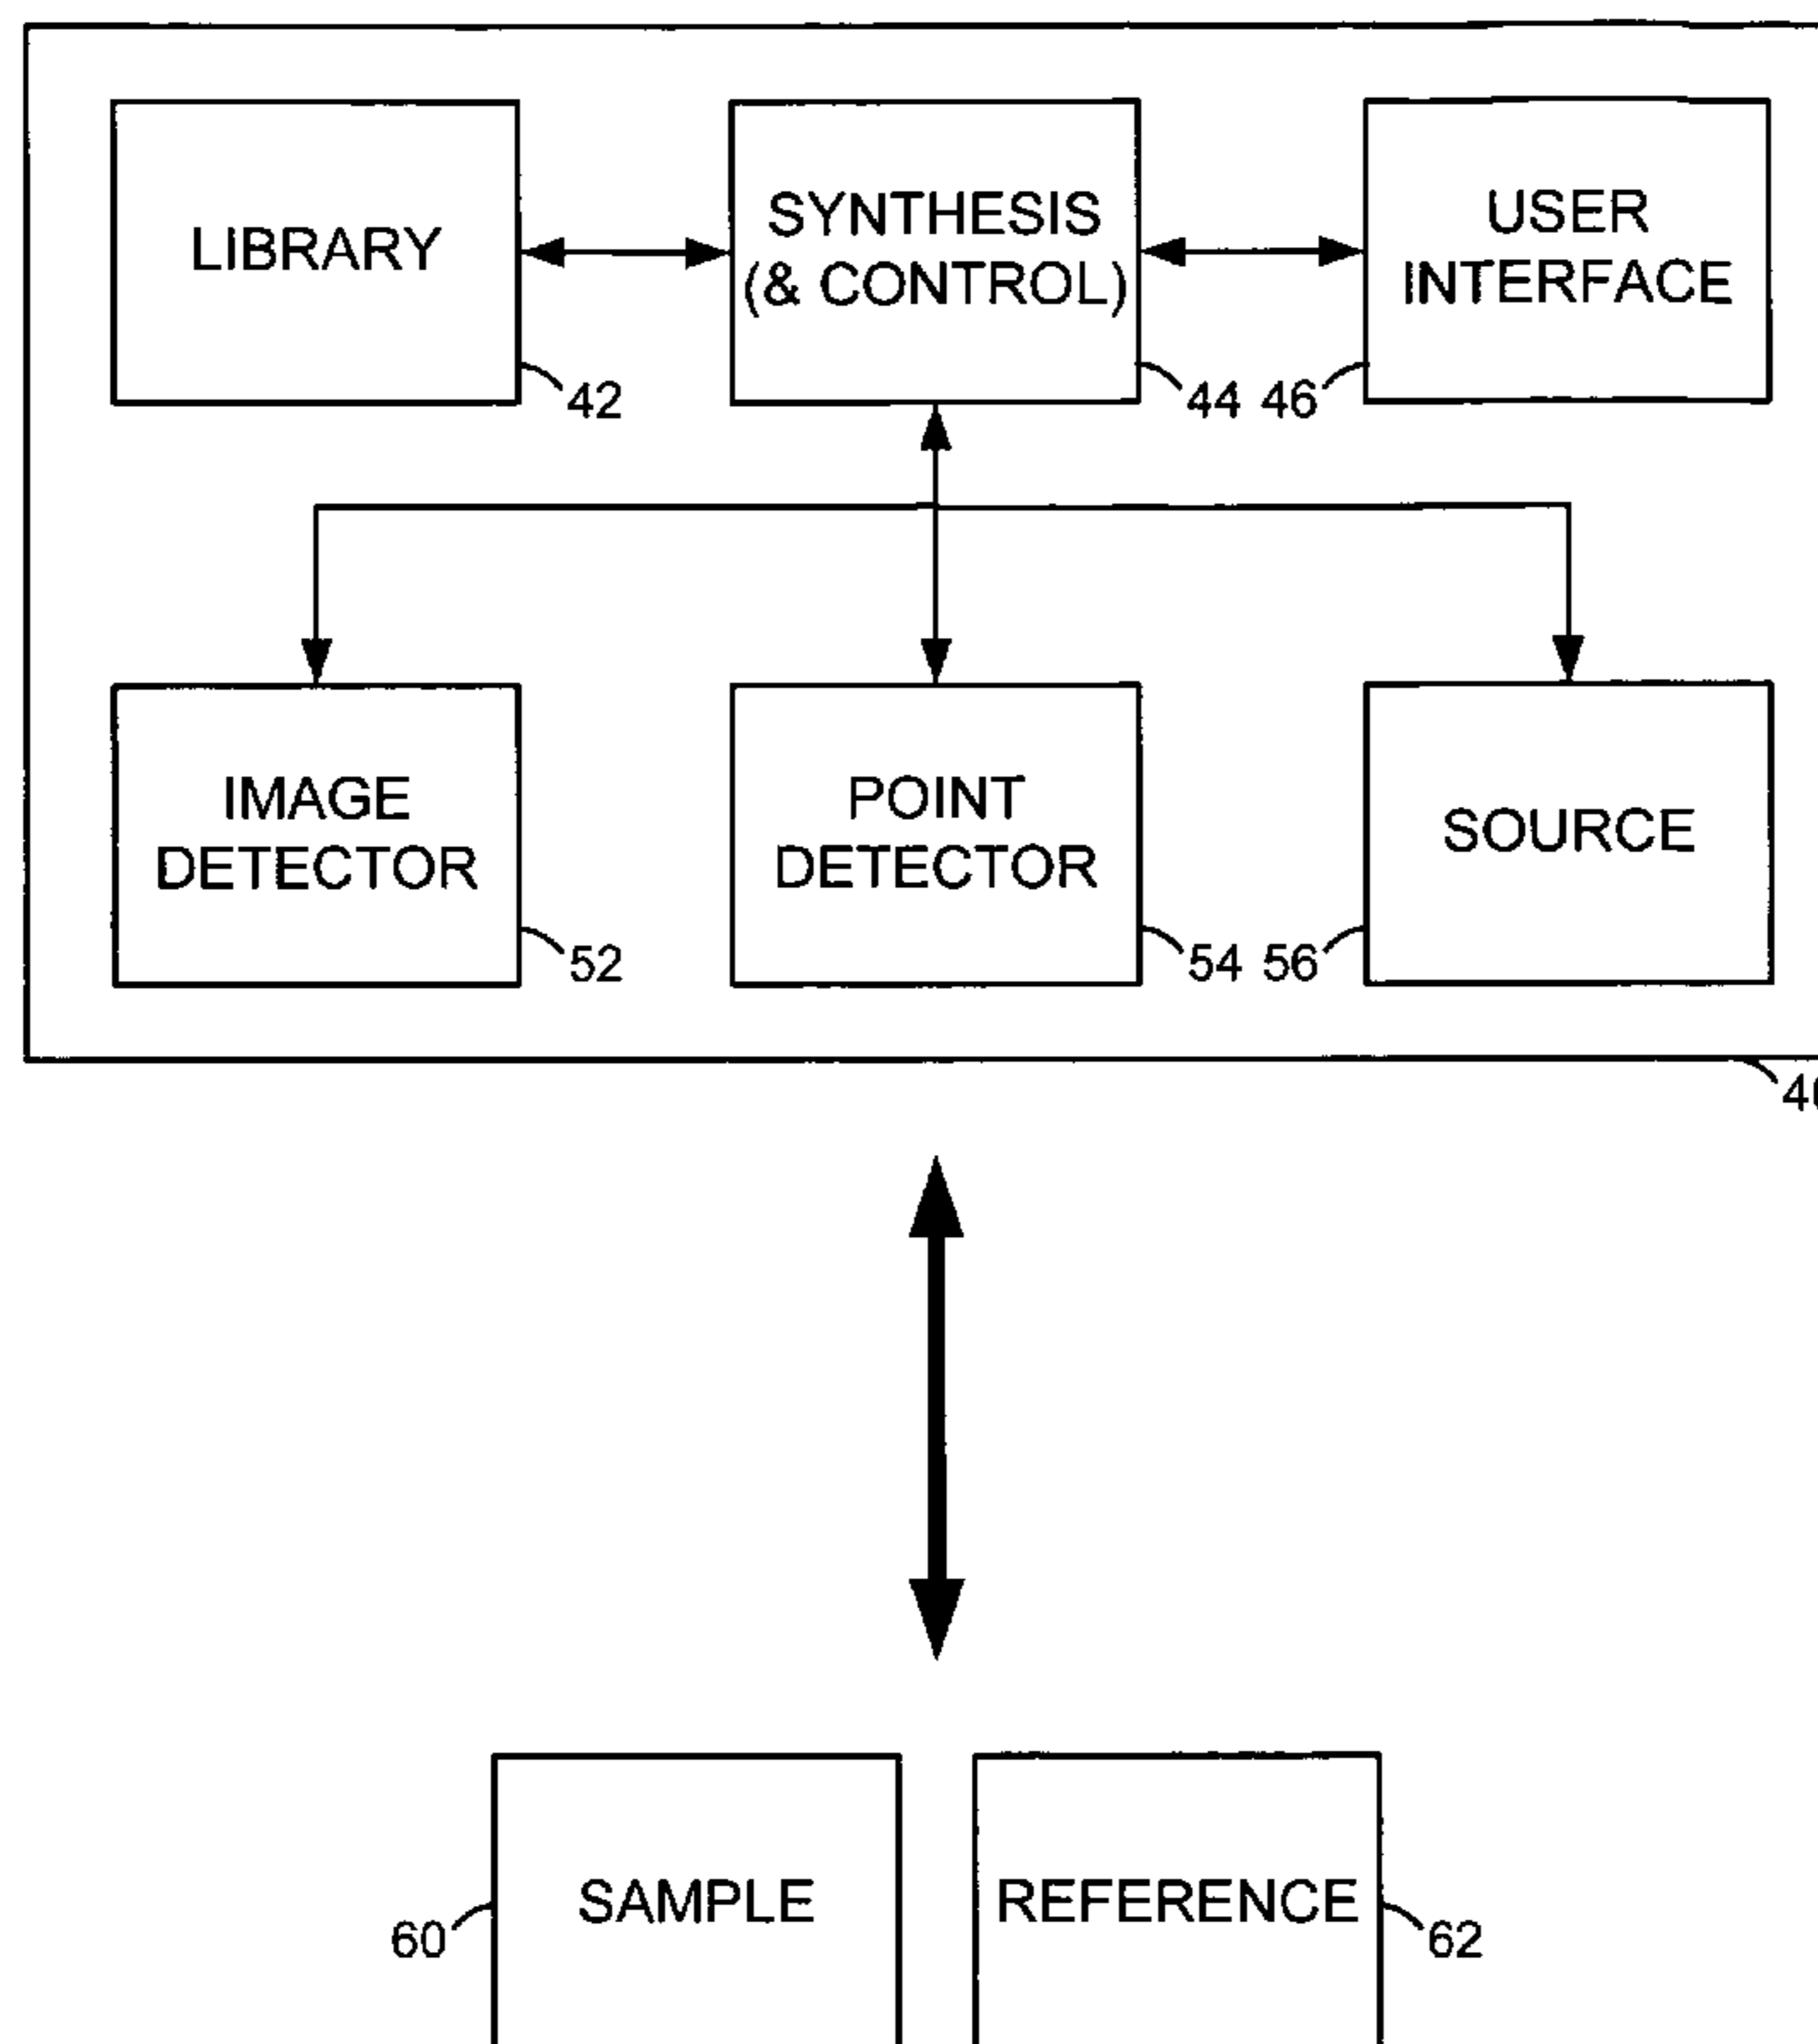 LIBRARY
SYNTHESIS
(& CONTROL)
USER
INTERFACE
42
44
46
IMAGE
DETECTOR
POINT
DETECTOR
SOURCE
52
54
56
SAMPLE
REFERENCE
60
62